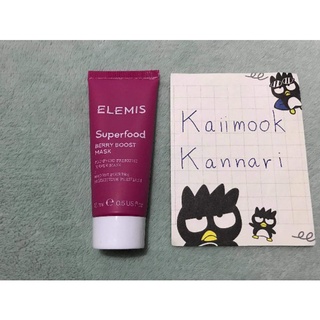 ELEMIS
Superfood
BERRY BOOST
MASK
Kaiimook
Kannari